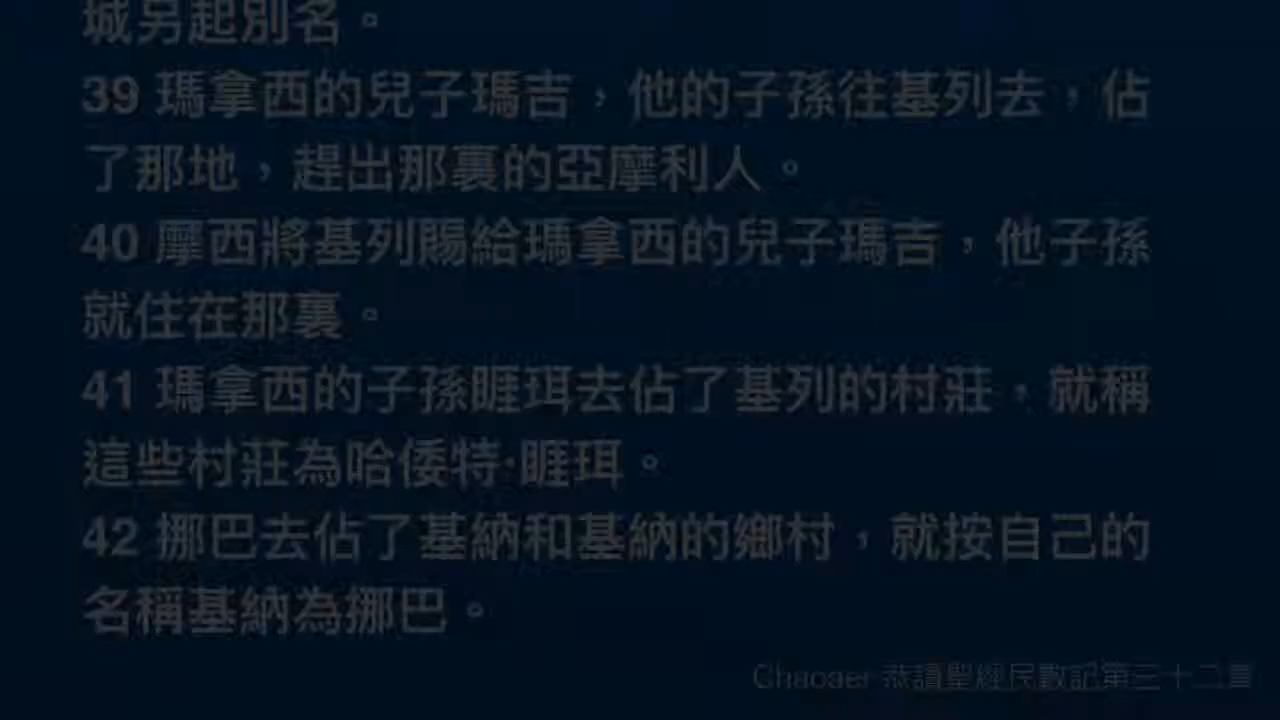 城另起別名。
39 瑪拿西的兒子瑪吉，他的子孫往基列去，佔
了那地，趕出那裏的亞摩利人。
40 摩西將基列賜給瑪拿西的兒子瑪吉，他子孫
就住在那裏。
41 瑪拿西的子孫睚珥去佔了基列的村莊，就稱
這些村莊為哈倭特·睚珥。
42 挪巴去佔了基納和基納的鄉村，就按自己的
名稱基納為挪巴。
Chaoaer 恭讀聖經民數記第三十二章